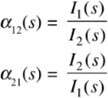 α₁₂(s) = I₁(s) / I₂(s)
α₂₁(s) = I₂(s) / I₁(s)